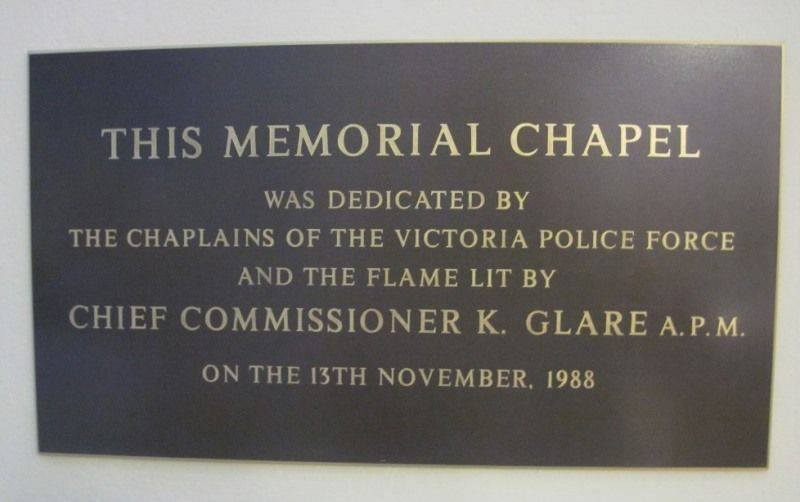 THIS MEMORIAL CHAPEL
WAS DEDICATED BY
THE CHAPLAINS OF THE VICTORIA POLICE FORCE
AND THE FLAME LIT BY
CHIEF COMMISSIONER K. GLARE A.P.M.
ON THE 13TH NOVEMBER, 1988